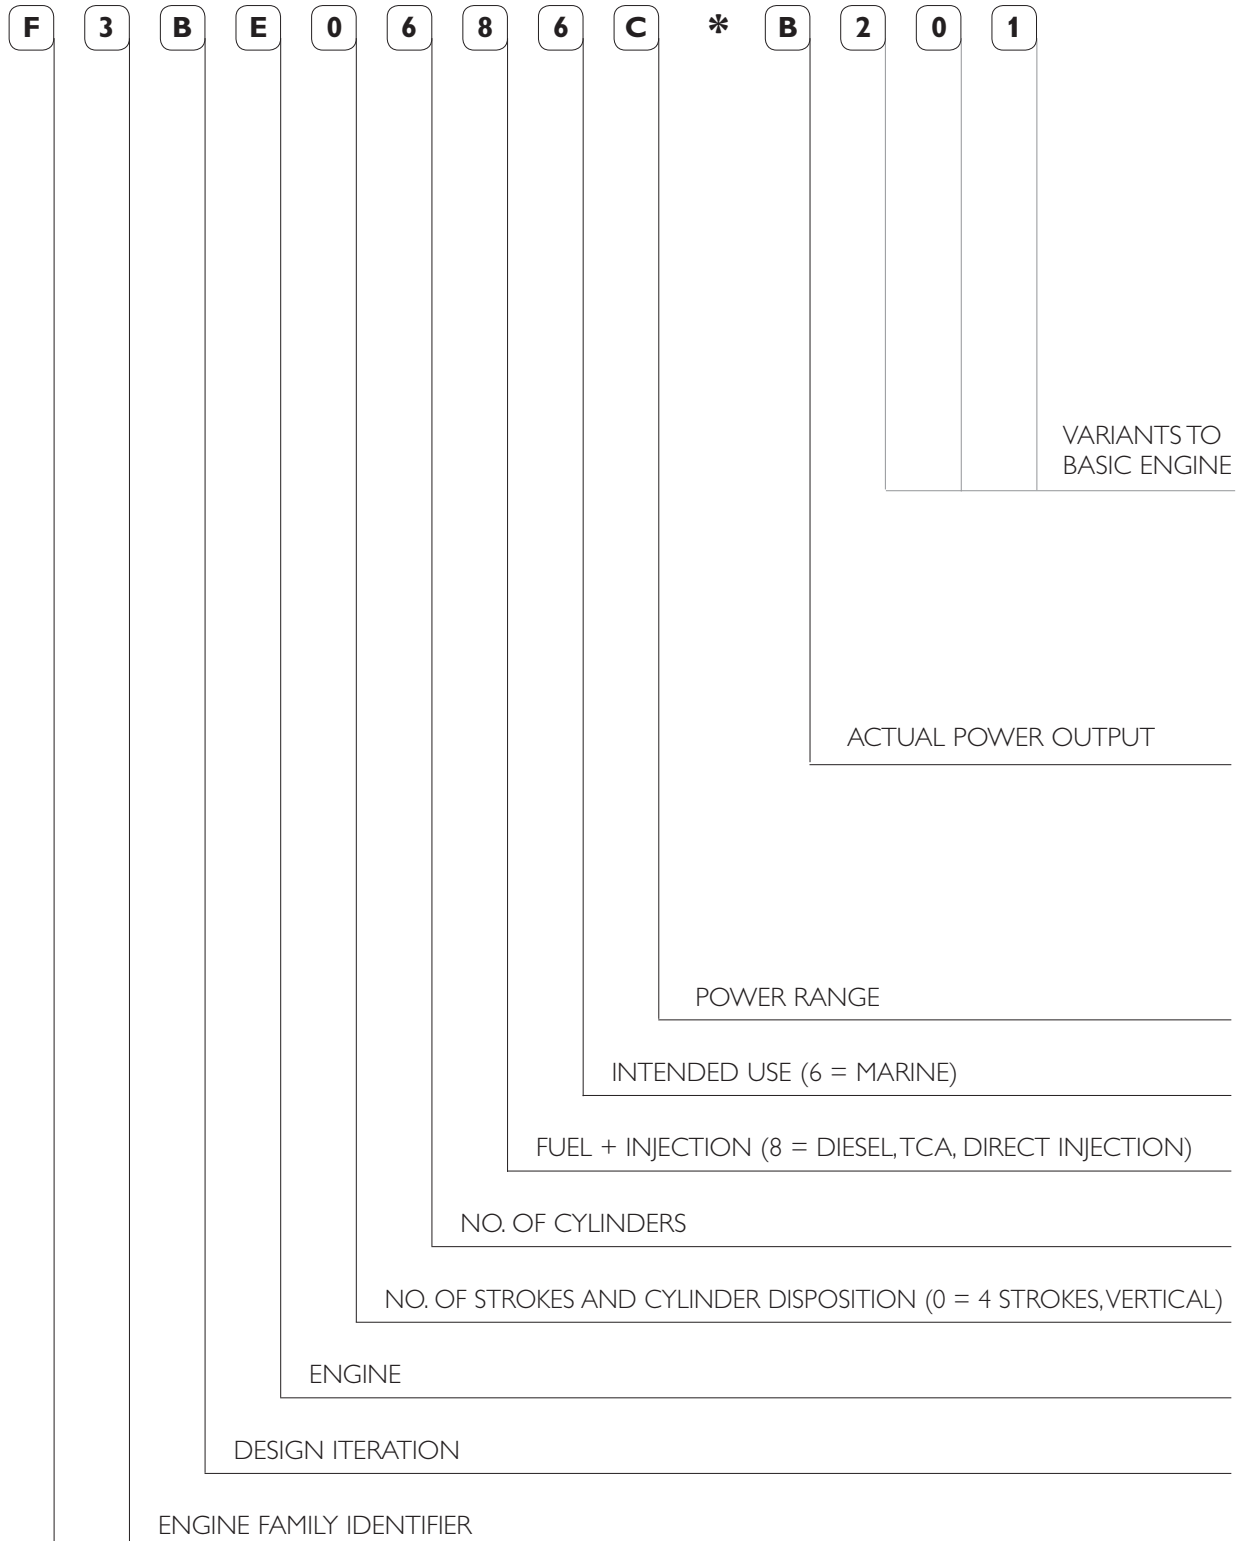 F 3 B E 0 6 8 6 C * B 2 0 1
VARIANTS TO
BASIC ENGINE
ACTUAL POWER OUTPUT
POWER RANGE
INTENDED USE (6 = MARINE)
FUEL + INJECTION (8 = DIESEL, TCA, DIRECT INJECTION)
NO. OF CYLINDERS
NO. OF STROKES AND CYLINDER DISPOSITION (0 = 4 STROKES, VERTICAL)
ENGINE
DESIGN ITERATION
ENGINE FAMILY IDENTIFIER